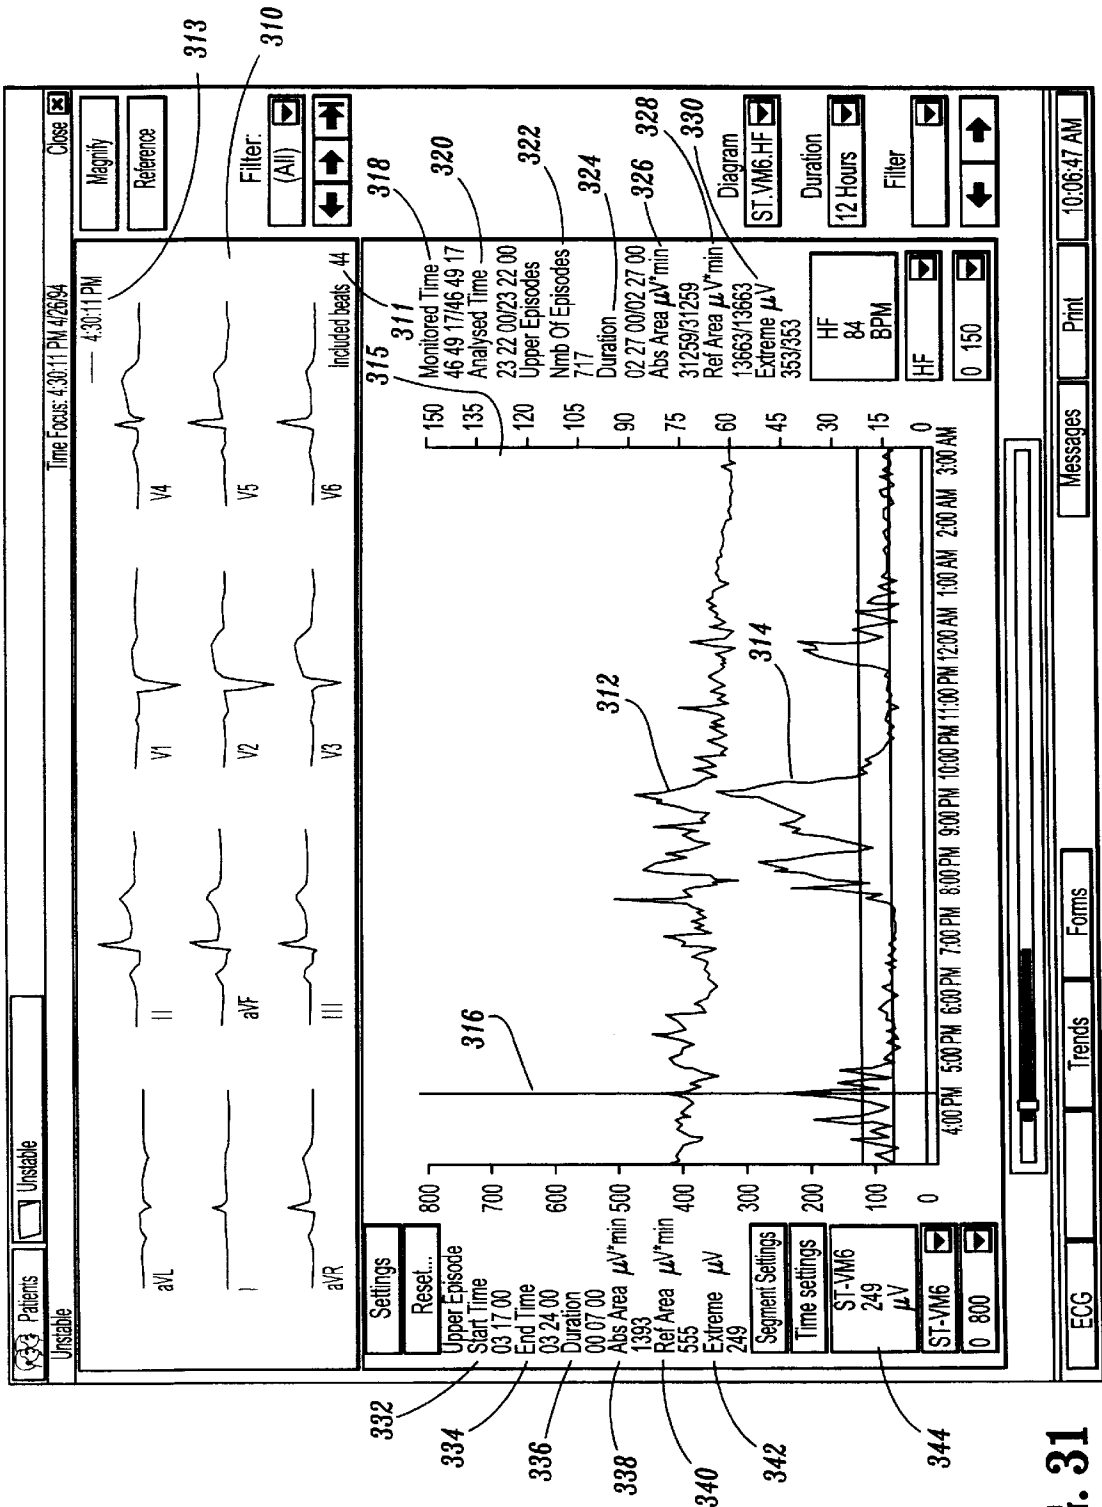 Patients
Unstable
Unstable
Time Focus: 4:30:11 PM 4/26/94
Close
4:30:11 PM
313
310
aVL
II
V1
V4
I
aVF
V2
V5
aVR
III
V3
V6
Included beats 44
311
315
Magnify
Reference
Filter:
(All)
318
320
322
324
326
328
330
Settings
Reset...
Upper Episode
Start Time
03 17 00
End Time
03 24 00
Duration
00 07 00
Abs Area μV*min
1393
Ref Area μV*min
555
Extreme μV
249
Segment Settings
Time settings
ST-VM6
249
μV
ST-VM6
0 800
332
334
336
338
340
342
344
800
700
600
500
400
300
200
100
0
316
312
314
150
135
120
105
90
75
60
45
30
15
0
4:00 PM 5:00 PM 6:00 PM 7:00 PM 8:00 PM 9:00 PM 10:00 PM 11:00 PM 12:00 AM 1:00 AM 2:00 AM 3:00 AM
Monitored Time
46 49 17/46 49 17
Analysed Time
23 22 00/23 22 00
Upper Episodes
Nmb Of Episodes
717
Duration
02 27 00/02 27 00
Abs Area μV*min
31259/31259
Ref Area μV*min
13663/13663
Extreme μV
353/353
HF
84
BPM
HF
0 150
Diagram
ST.VM6.HF
Duration
12 Hours
Filter
ECG
Trends
Forms
Messages
Print
10:06:47 AM
31